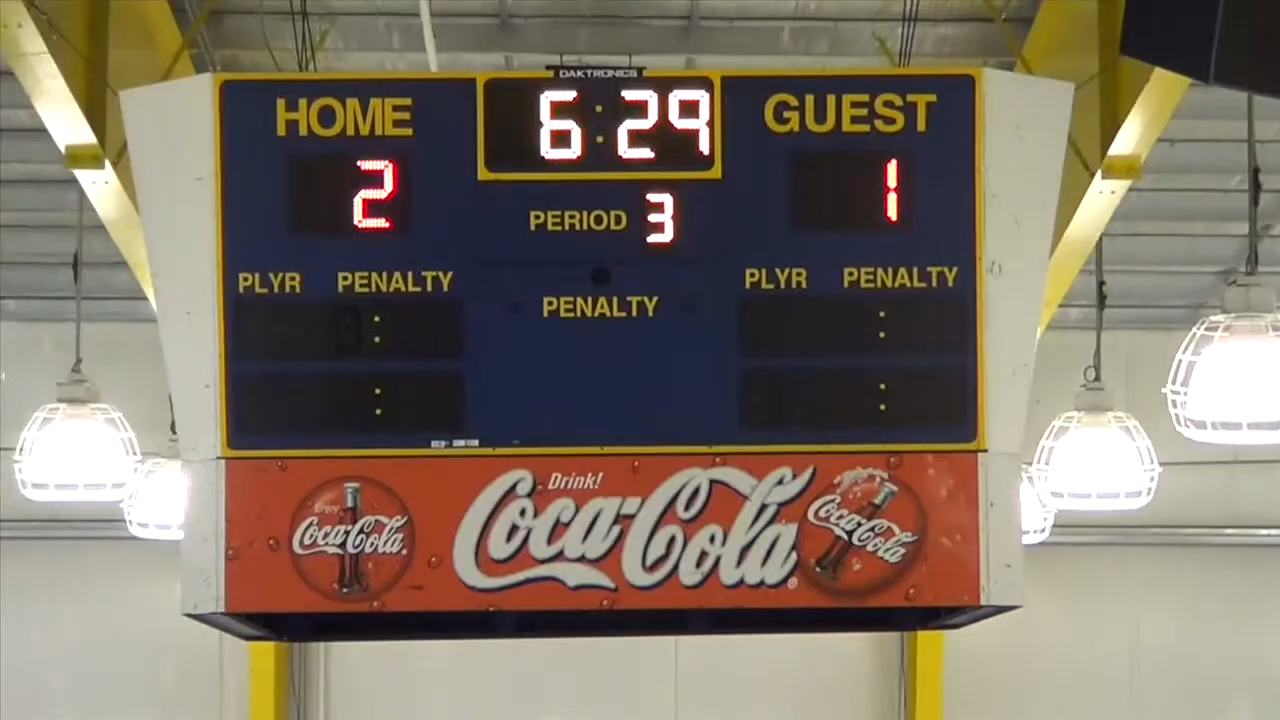 DAKTRONICS
HOME 6:29 GUEST
2 1
PERIOD 3
PLYR PENALTY PLYR PENALTY
PENALTY
Drink!
Coca-Cola
Enjoy
Coca-Cola
Coca-Cola